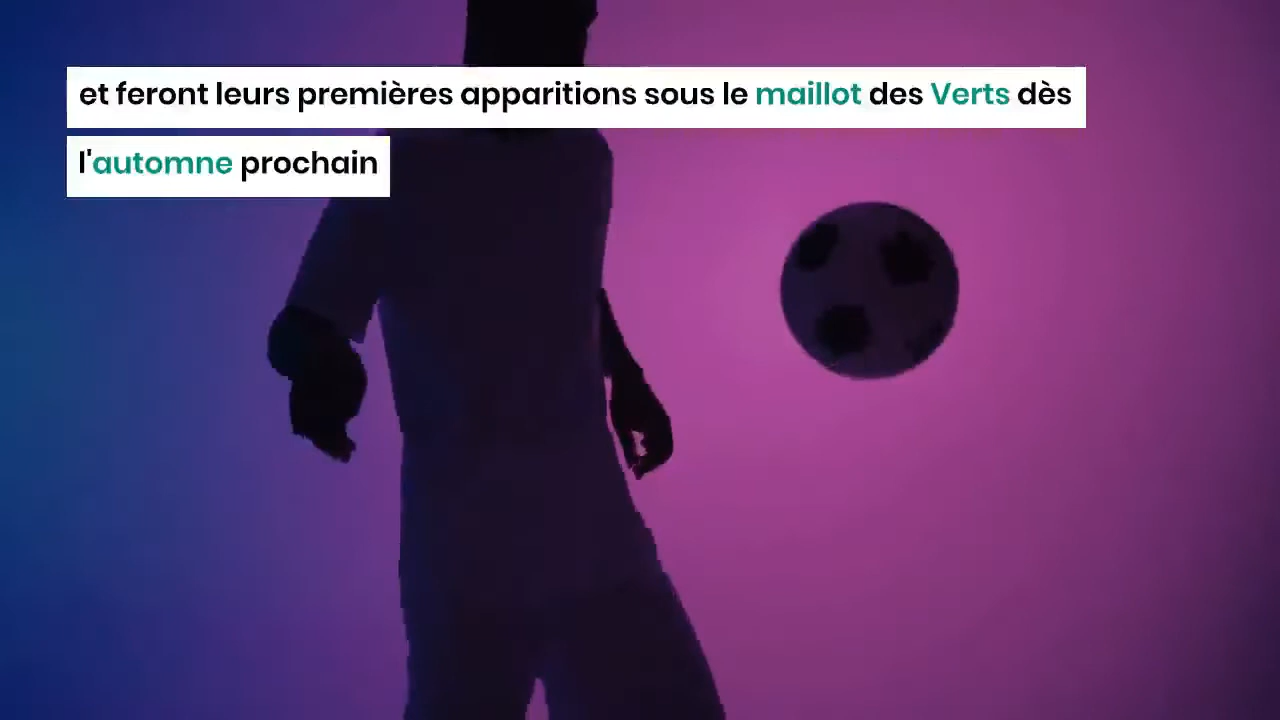 et feront leurs premières apparitions sous le maillot des Verts dès
l'automne prochain